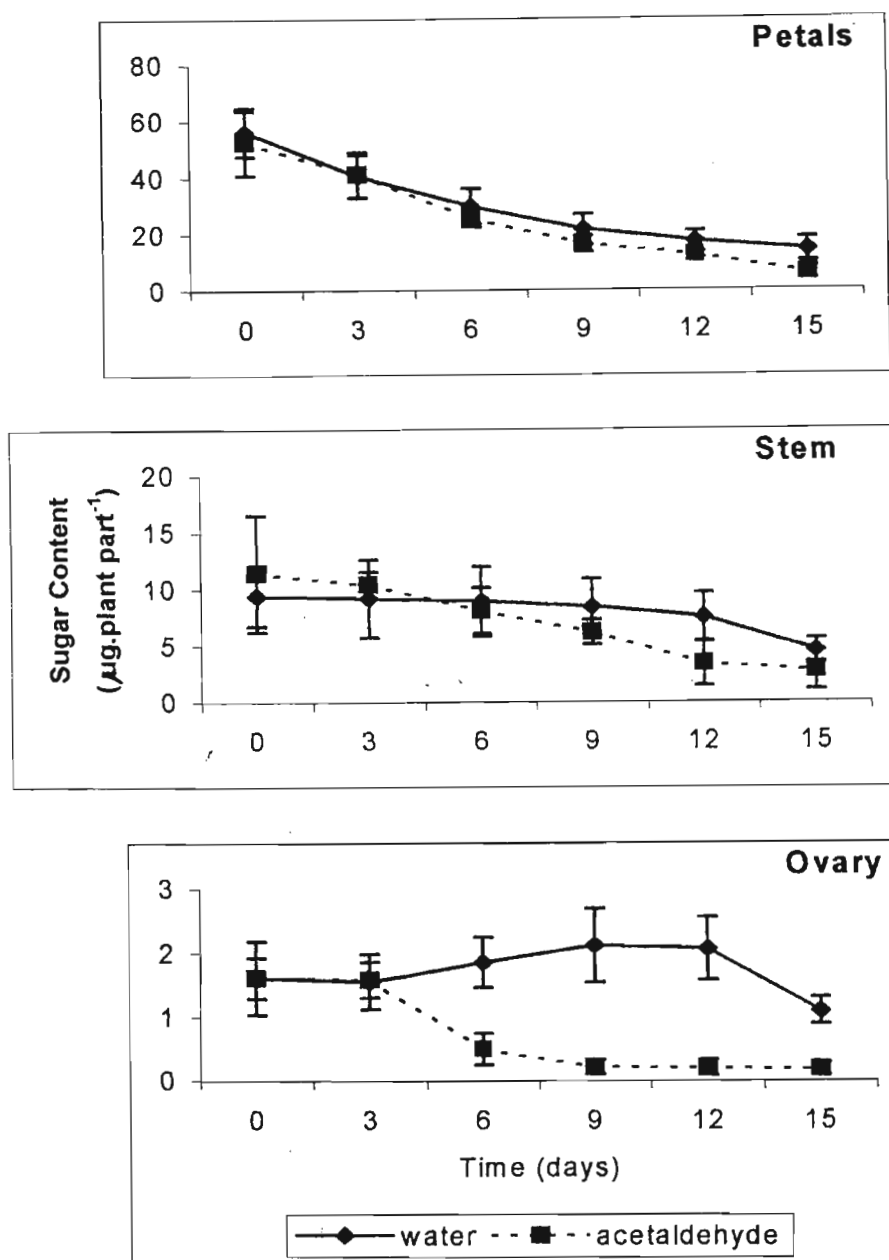 Petals
80
60
40
20
0
0 3 6 9 12 15
Stem
Sugar Content
(µg.plant part⁻¹)
20
15
10
5
0
0 3 6 9 12 15
Ovary
3
2
1
0
0 3 6 9 12 15
Time (days)
water acetaldehyde